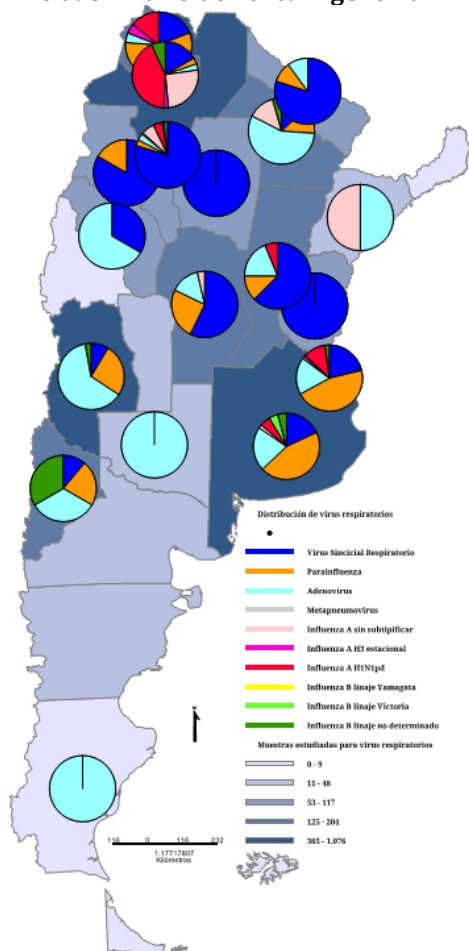 Distribución de virus respiratorios
Virus Sincicial Respiratorio
Parainfluenza
Adenovirus
Metapneumovirus
Influenza A sin subtipificar
Influenza A H3 estacional
Influenza A H1N1pd
Influenza B linaje Yamagata
Influenza B linaje Victoria
Influenza B linaje no determinado
Muestras estudiadas para virus respiratorios
0 - 9
11 - 48
53 - 117
125 - 204
365 - 1.076
N
116 0 116 232
1:17717807
Kilómetros